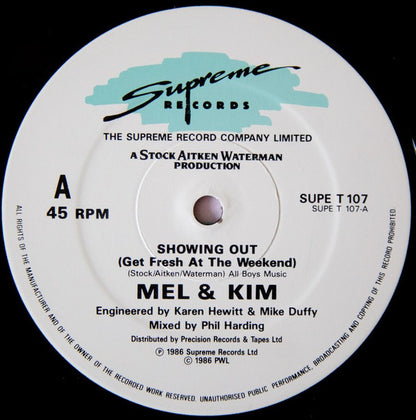 Supreme
RECORDS
THE SUPREME RECORD COMPANY LIMITED
A STOCK AITKEN WATERMAN
PRODUCTION
A
45 RPM
SUPE T 107
SUPE T 107-A
SHOWING OUT
(Get Fresh At The Weekend)
(Stock/Aitken/Waterman) All Boys Music
MEL & KIM
Engineered by Karen Hewitt & Mike Duffy
Mixed by Phil Harding
Distributed by Precision Records & Tapes Ltd
Ⓟ 1986 Supreme Records Ltd
© 1986 PWL
ALL RIGHTS OF THE MANUFACTURER AND OF THE OWNER OF THE RECORDED WORK RESERVED. UNAUTHORISED PUBLIC PERFORMANCE, BROADCASTING AND COPYING OF THIS RECORD PROHIBITED.